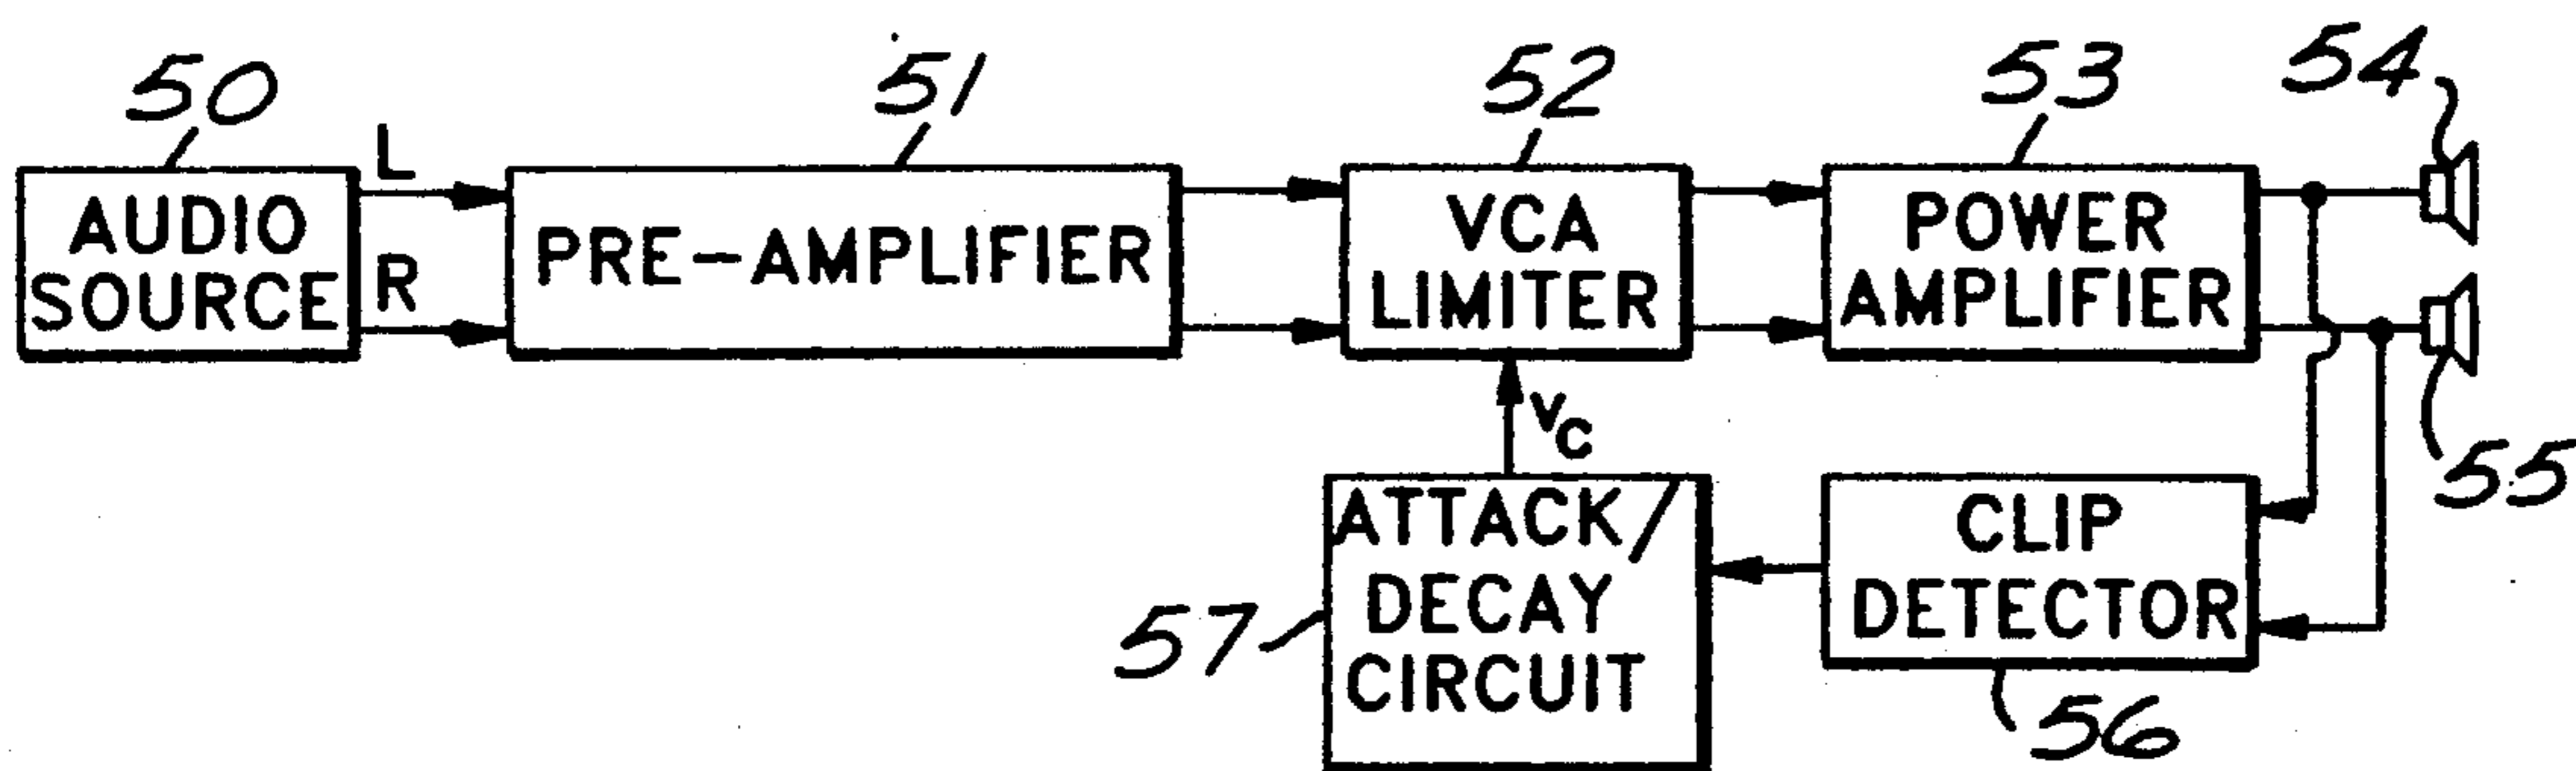 50
51
52
53
54
L
R
AUDIO
SOURCE
PRE-AMPLIFIER
VCA
LIMITER
POWER
AMPLIFIER
55
Vc
ATTACK/
DECAY
CIRCUIT
57
CLIP
DETECTOR
56